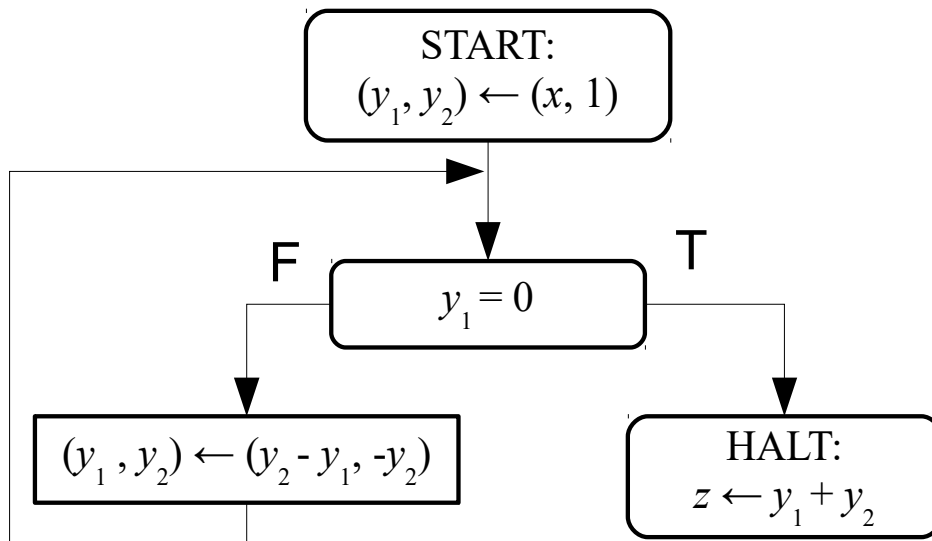 START:
(y₁, y₂) ← (x, 1)
F
T
y₁ = 0
(y₁ , y₂) ← (y₂ - y₁, -y₂)
HALT:
z ← y₁ + y₂